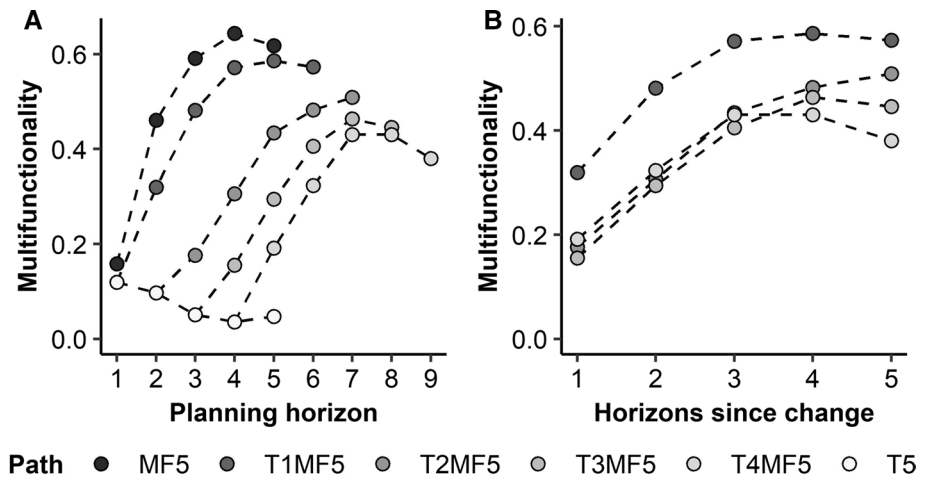 A
B
Multifunctionality
0.6
0.4
0.2
0.0
1 2 3 4 5 6 7 8 9
Planning horizon
Multifunctionality
0.6
0.4
0.2
0.0
1 2 3 4 5
Horizons since change
Path MF5 T1MF5 T2MF5 T3MF5 T4MF5 T5